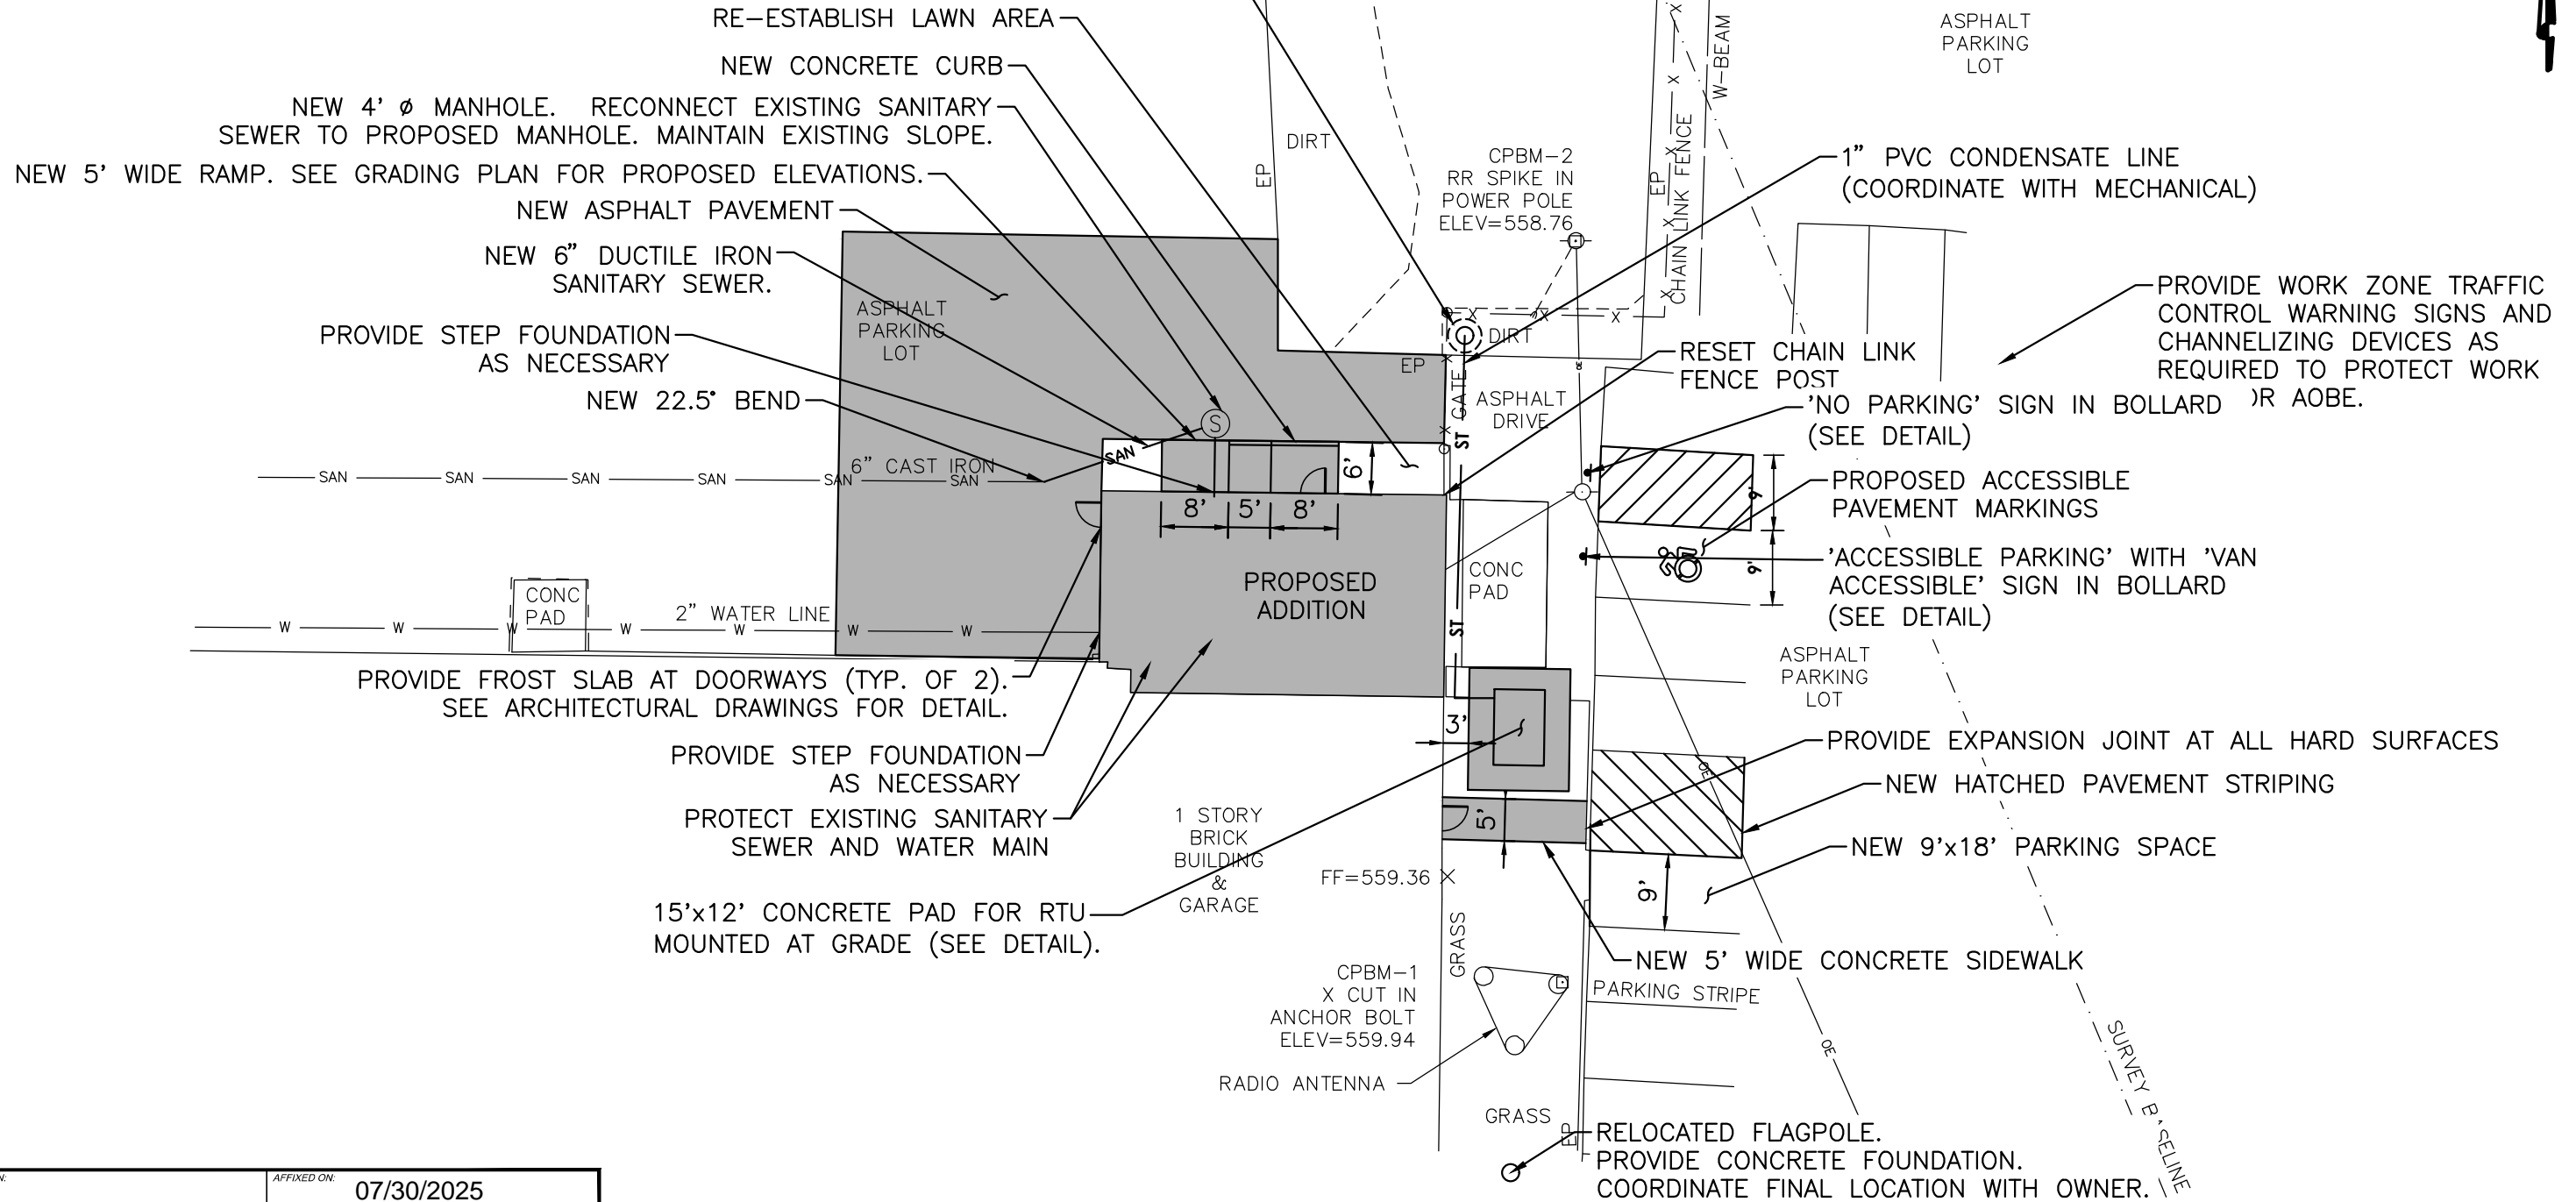 RE-ESTABLISH LAWN AREA
NEW CONCRETE CURB
NEW 4' Ø MANHOLE. RECONNECT EXISTING SANITARY
SEWER TO PROPOSED MANHOLE. MAINTAIN EXISTING SLOPE.
NEW 5' WIDE RAMP. SEE GRADING PLAN FOR PROPOSED ELEVATIONS.
NEW ASPHALT PAVEMENT
NEW 6" DUCTILE IRON
SANITARY SEWER.
PROVIDE STEP FOUNDATION
AS NECESSARY
NEW 22.5° BEND
ASPHALT
PARKING
LOT
SAN SAN SAN SAN SAN SAN
6" CAST IRON
SAN
S
CONC
PAD
2" WATER LINE
W W W W W W W
PROVIDE FROST SLAB AT DOORWAYS (TYP. OF 2).
SEE ARCHITECTURAL DRAWINGS FOR DETAIL.
PROVIDE STEP FOUNDATION
AS NECESSARY
PROTECT EXISTING SANITARY
SEWER AND WATER MAIN
15'x12' CONCRETE PAD FOR RTU
MOUNTED AT GRADE (SEE DETAIL).
8' 5' 8'
6'
PROPOSED
ADDITION
1 STORY
BRICK
BUILDING
&
GARAGE
FF=559.36 X
EP
DIRT
CPBM-2
RR SPIKE IN
POWER POLE
ELEV=558.76
EP
X X X X X
CHAIN LINK FENCE
W-BEAM
ASPHALT
PARKING
LOT
1" PVC CONDENSATE LINE
(COORDINATE WITH MECHANICAL)
X X X
DIRT
EP
X
GATE
X
ST
ASPHALT
DRIVE
OE
RESET CHAIN LINK
FENCE POST
PROVIDE WORK ZONE TRAFFIC
CONTROL WARNING SIGNS AND
CHANNELIZING DEVICES AS
REQUIRED TO PROTECT WORK
OR AOBE.
'NO PARKING' SIGN IN BOLLARD
(SEE DETAIL)
9'
PROPOSED ACCESSIBLE
PAVEMENT MARKINGS
9'
'ACCESSIBLE PARKING' WITH 'VAN
ACCESSIBLE' SIGN IN BOLLARD
(SEE DETAIL)
CONC
PAD
ST
ASPHALT
PARKING
LOT
3'
PROVIDE EXPANSION JOINT AT ALL HARD SURFACES
OE
NEW HATCHED PAVEMENT STRIPING
5'
NEW 9'x18' PARKING SPACE
9'
GRASS
NEW 5' WIDE CONCRETE SIDEWALK
CPBM-1
X CUT IN
ANCHOR BOLT
ELEV=559.94
PARKING STRIPE
OE
SURVEY BASELINE
RADIO ANTENNA
GRASS
EP
RELOCATED FLAGPOLE.
PROVIDE CONCRETE FOUNDATION.
COORDINATE FINAL LOCATION WITH OWNER.
AFFIXED ON:
07/30/2025